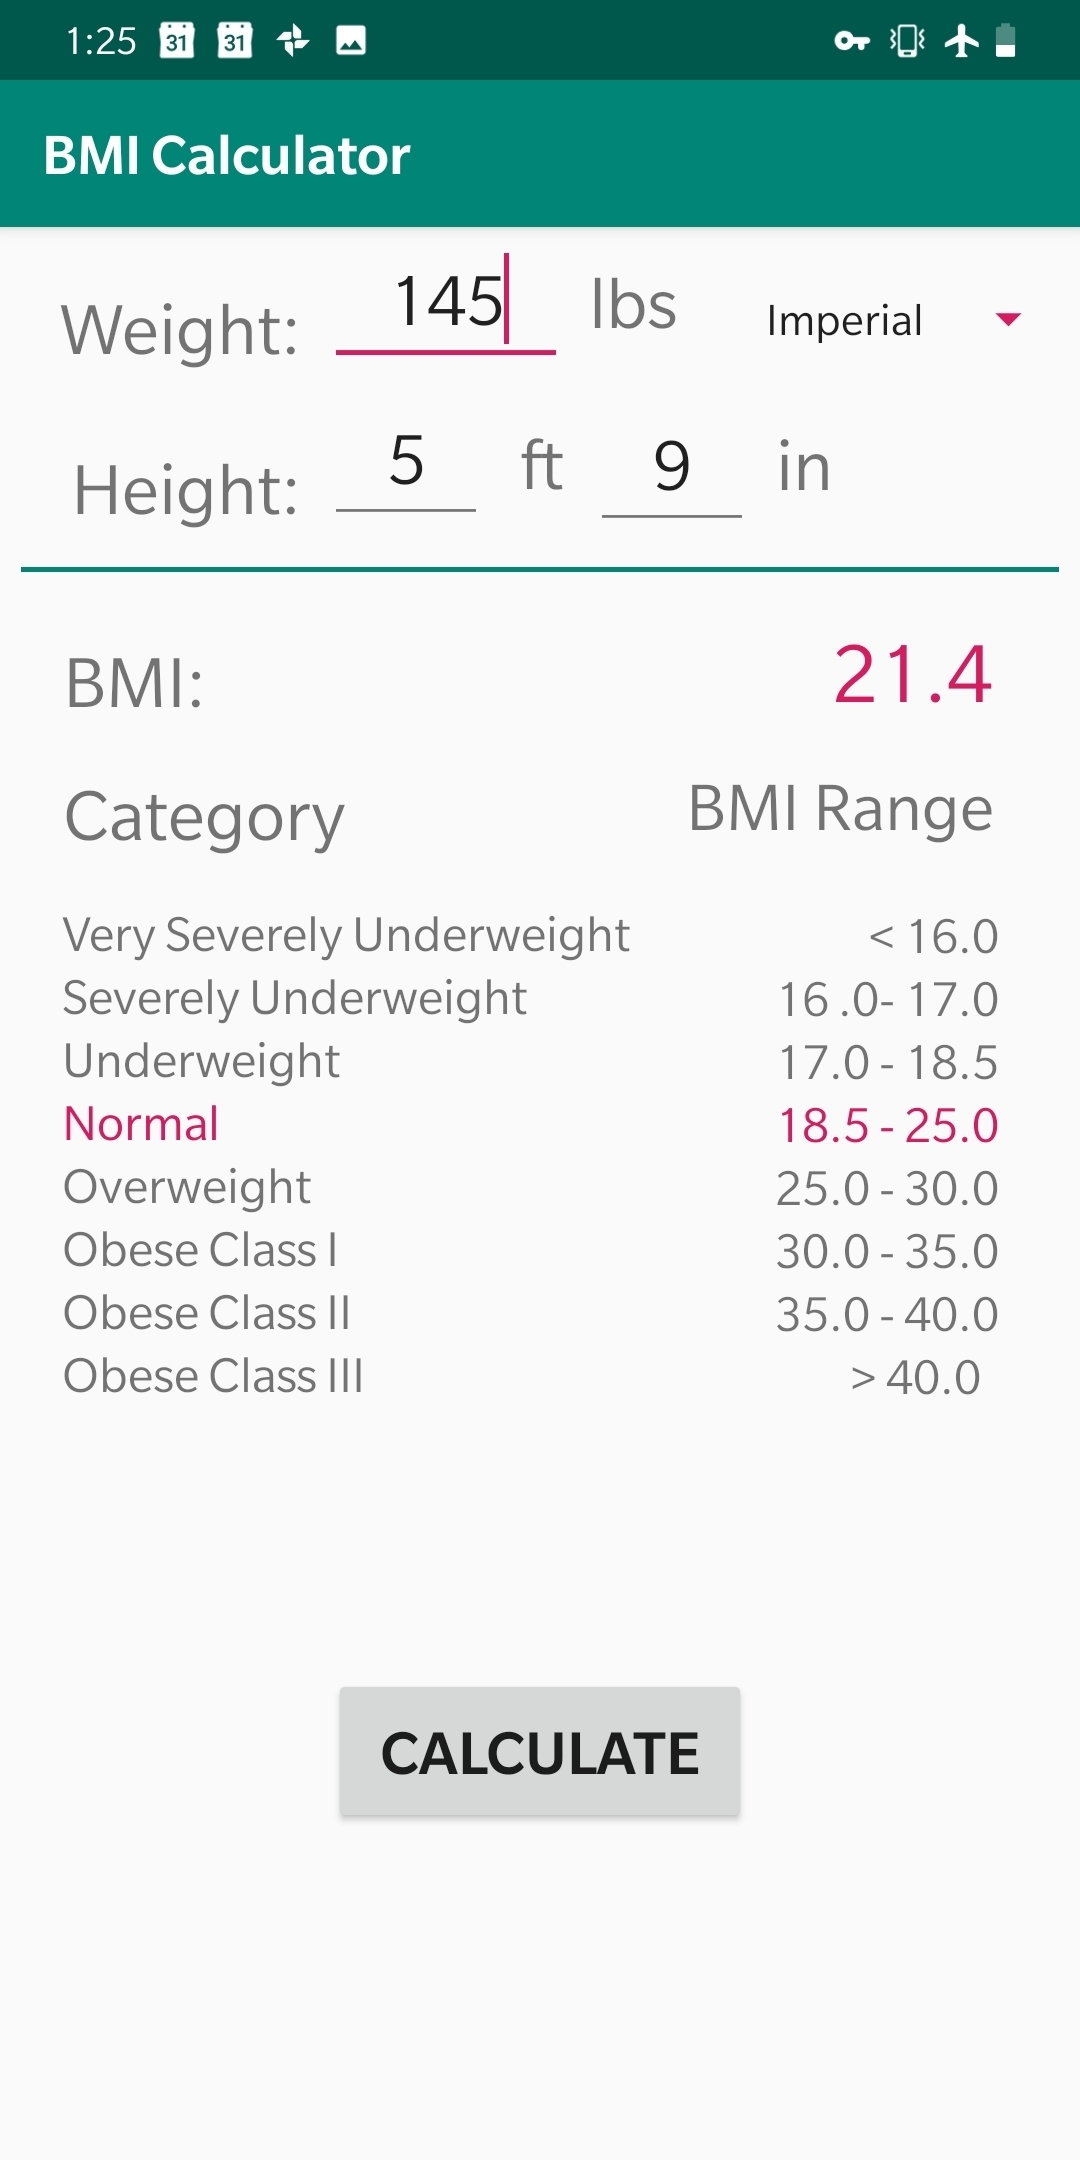 1:25 31 31
BMI Calculator
Weight: 145 lbs Imperial
Height: 5 ft 9 in
BMI: 21.4
Category BMI Range
Very Severely Underweight < 16.0
Severely Underweight 16 .0- 17.0
Underweight 17.0 - 18.5
Normal 18.5 - 25.0
Overweight 25.0 - 30.0
Obese Class I 30.0 - 35.0
Obese Class II 35.0 - 40.0
Obese Class III > 40.0
CALCULATE